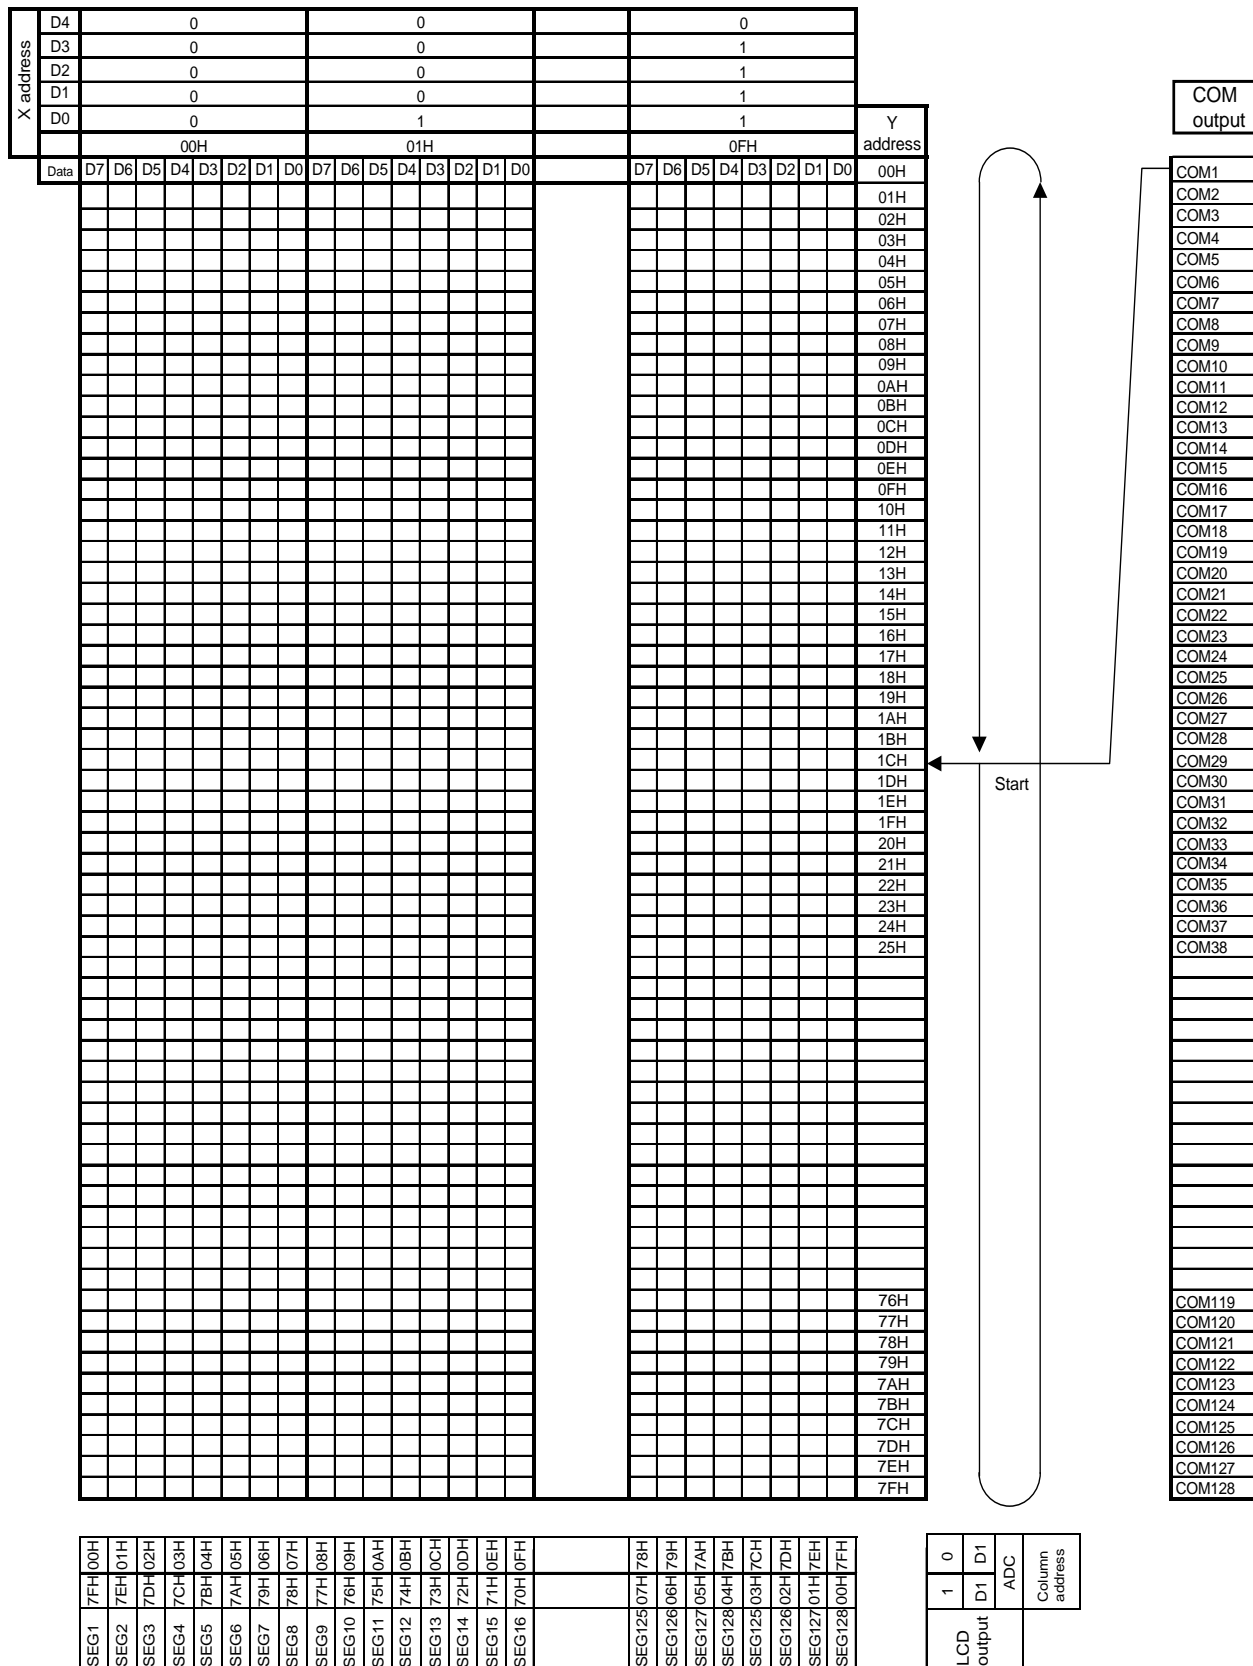 X address
D4 0 0 0
D3 0 0 1
D2 0 0 1
D1 0 0 1
D0 0 1 1
00H 01H 0FH
Y
address
COM
output
Data D7 D6 D5 D4 D3 D2 D1 D0 D7 D6 D5 D4 D3 D2 D1 D0 D7 D6 D5 D4 D3 D2 D1 D0 00H COM1
01H COM2
02H COM3
03H COM4
04H COM5
05H COM6
06H COM7
07H COM8
08H COM9
09H COM10
0AH COM11
0BH COM12
0CH COM13
0DH COM14
0EH COM15
0FH COM16
10H COM17
11H COM18
12H COM19
13H COM20
14H COM21
15H COM22
16H COM23
17H COM24
18H COM25
19H COM26
1AH COM27
1BH COM28
1CH COM29
1DH Start COM30
1EH COM31
1FH COM32
20H COM33
21H COM34
22H COM35
23H COM36
24H COM37
25H COM38
76H COM119
77H COM120
78H COM121
79H COM122
7AH COM123
7BH COM124
7CH COM125
7DH COM126
7EH COM127
7FH COM128
SEG1 7FH 00H
SEG2 7EH 01H
SEG3 7DH 02H
SEG4 7CH 03H
SEG5 7BH 04H
SEG6 7AH 05H
SEG7 79H 06H
SEG8 78H 07H
SEG9 77H 08H
SEG10 76H 09H
SEG11 75H 0AH
SEG12 74H 0BH
SEG13 73H 0CH
SEG14 72H 0DH
SEG15 71H 0EH
SEG16 70H 0FH
SEG125 07H 78H
SEG126 06H 79H
SEG127 05H 7AH
SEG128 04H 7BH
SEG125 03H 7CH
SEG126 02H 7DH
SEG127 01H 7EH
SEG128 00H 7FH
1 0
D1 D1
LCD
output
ADC
Column
address